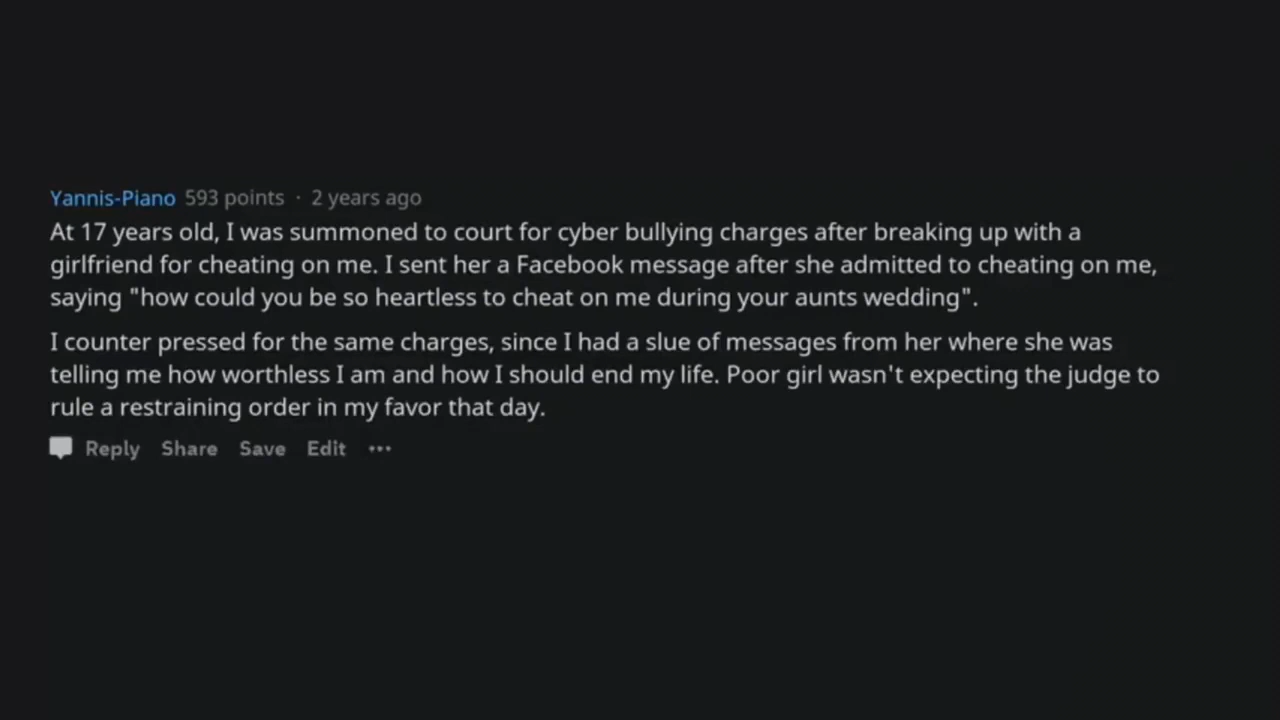 Yannis-Piano 593 points · 2 years ago
At 17 years old, I was summoned to court for cyber bullying charges after breaking up with a
girlfriend for cheating on me. I sent her a Facebook message after she admitted to cheating on me,
saying "how could you be so heartless to cheat on me during your aunts wedding".
I counter pressed for the same charges, since I had a slue of messages from her where she was
telling me how worthless I am and how I should end my life. Poor girl wasn't expecting the judge to
rule a restraining order in my favor that day.
Reply Share Save Edit •••